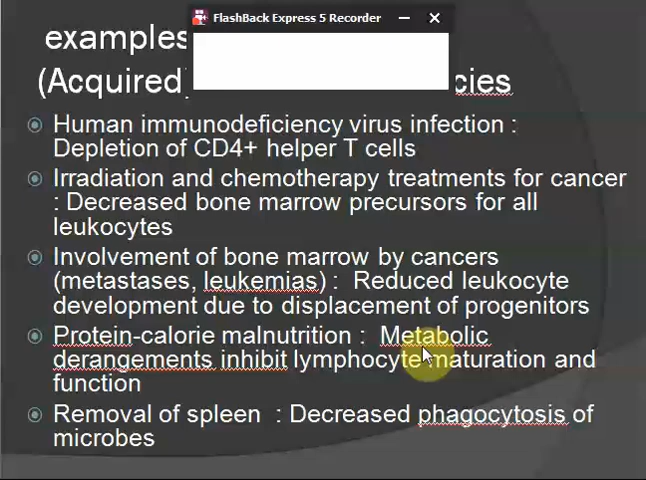 FlashBack Express 5 Recorder
examples
(Acquired) cies
Human immunodeficiency virus infection :
Depletion of CD4+ helper T cells
Irradiation and chemotherapy treatments for cancer
: Decreased bone marrow precursors for all
leukocytes
Involvement of bone marrow by cancers
(metastases, leukemias) : Reduced leukocyte
development due to displacement of progenitors
Protein-calorie malnutrition : Metabolic
derangements inhibit lymphocyte maturation and
function
Removal of spleen : Decreased phagocytosis of
microbes